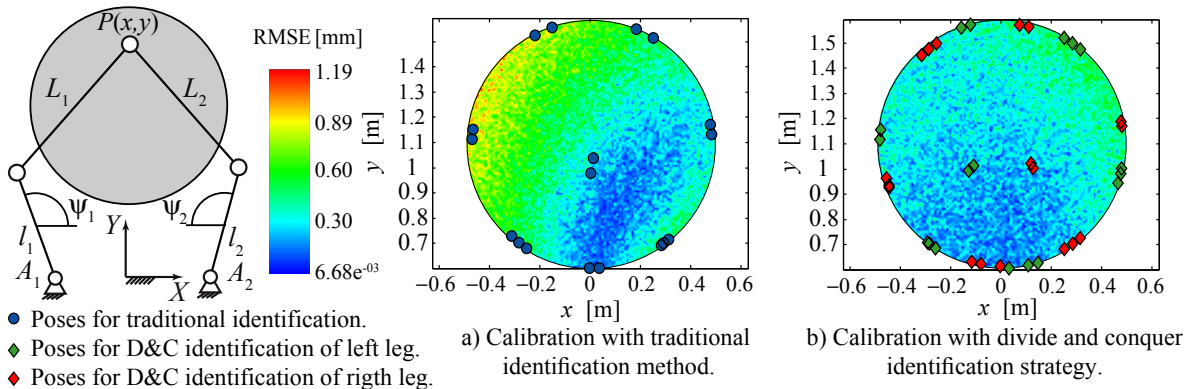 P(x,y)
L1
L2
Ψ1
Ψ2
l1
l2
A1
A2
Y
X
RMSE [mm]
1.19
0.89
0.60
0.30
6.68e-03
y [m]
1.5
1.4
1.3
1.2
1.1
1
0.9
0.8
0.7
−0.6 −0.4 −0.2 0 0.2 0.4 0.6
x [m]
a) Calibration with traditional
identification method.
y [m]
1.5
1.4
1.3
1.2
1.1
1
0.9
0.8
0.7
−0.6 −0.4 −0.2 0 0.2 0.4 0.6
x [m]
b) Calibration with divide and conquer
identification strategy.
Poses for traditional identification.
Poses for D&C identification of left leg.
Poses for D&C identification of rigth leg.